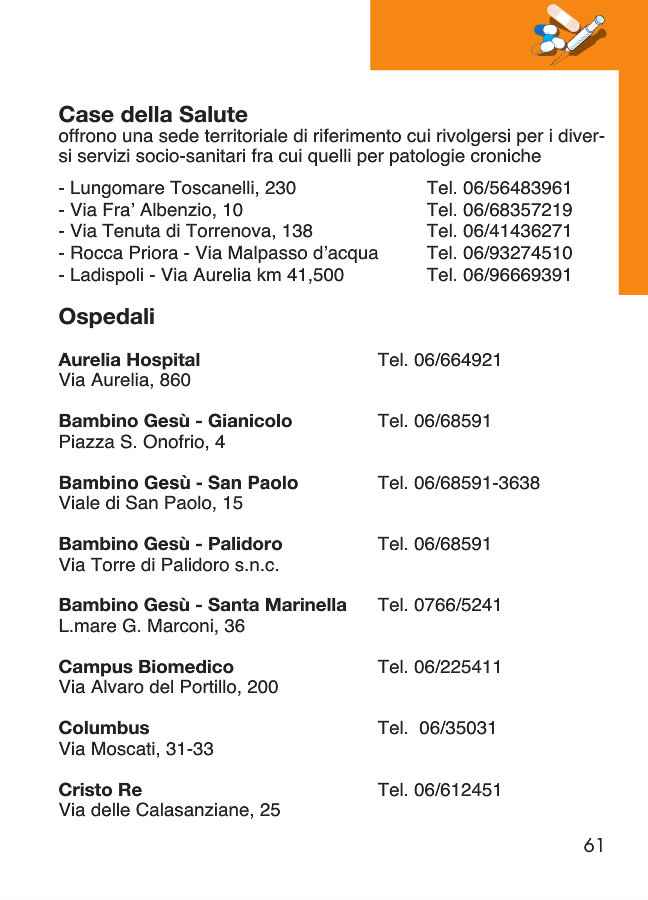 Case della Salute
offrono una sede territoriale di riferimento cui rivolgersi per i diver-
si servizi socio-sanitari fra cui quelli per patologie croniche
- Lungomare Toscanelli, 230 Tel. 06/56483961
- Via Fra’ Albenzio, 10 Tel. 06/68357219
- Via Tenuta di Torrenova, 138 Tel. 06/41436271
- Rocca Priora - Via Malpasso d’acqua Tel. 06/93274510
- Ladispoli - Via Aurelia km 41,500 Tel. 06/96669391
Ospedali
Aurelia Hospital Tel. 06/664921
Via Aurelia, 860
Bambino Gesù - Gianicolo Tel. 06/68591
Piazza S. Onofrio, 4
Bambino Gesù - San Paolo Tel. 06/68591-3638
Viale di San Paolo, 15
Bambino Gesù - Palidoro Tel. 06/68591
Via Torre di Palidoro s.n.c.
Bambino Gesù - Santa Marinella Tel. 0766/5241
L.mare G. Marconi, 36
Campus Biomedico Tel. 06/225411
Via Alvaro del Portillo, 200
Columbus Tel. 06/35031
Via Moscati, 31-33
Cristo Re Tel. 06/612451
Via delle Calasanziane, 25
61